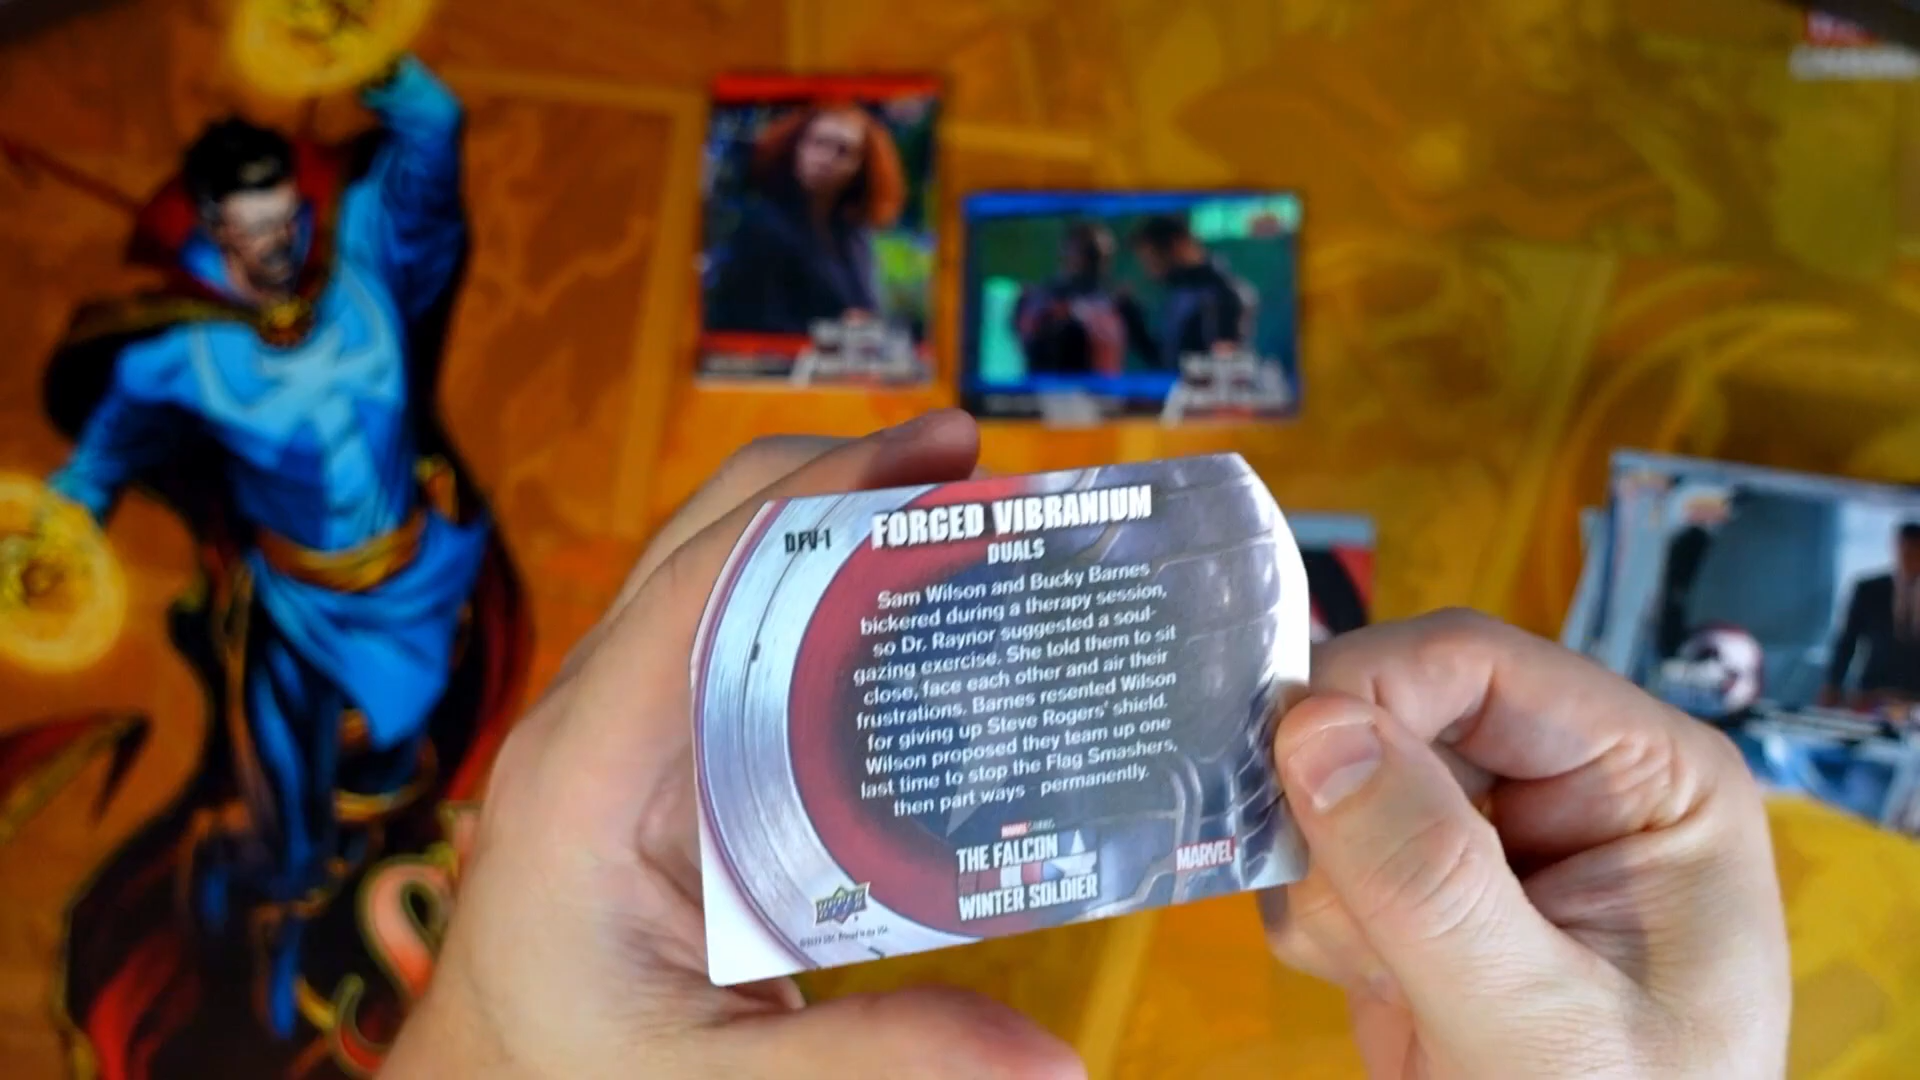 DFV-1
FORGED VIBRANIUM
DUALS
Sam Wilson and Bucky Barnes
bickered during a therapy session,
so Dr. Raynor suggested a soul-
gazing exercise. She told them to sit
close, face each other and air their
frustrations. Barnes resented Wilson
for giving up Steve Rogers' shield.
Wilson proposed they team up one
last time to stop the Flag Smashers,
then part ways - permanently.
MARVEL STUDIOS
THE FALCON
WINTER SOLDIER
MARVEL
UPPER DECK